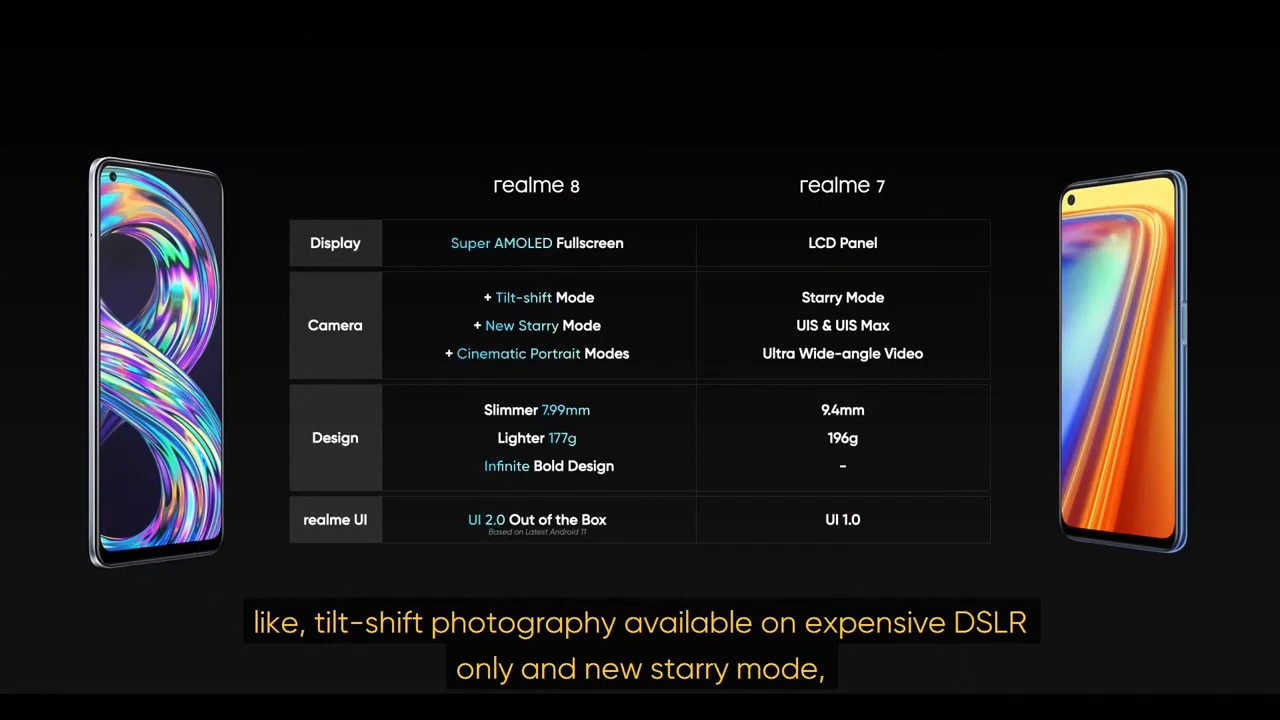 realme 8 realme 7
Display Super AMOLED Fullscreen LCD Panel
+ Tilt-shift Mode Starry Mode
Camera + New Starry Mode UIS & UIS Max
+ Cinematic Portrait Modes Ultra Wide-angle Video
Slimmer 7.99mm 9.4mm
Design Lighter 177g 196g
Infinite Bold Design -
realme UI UI 2.0 Out of the Box UI 1.0
Based on Latest Android 11
like, tilt-shift photography available on expensive DSLR
only and new starry mode,